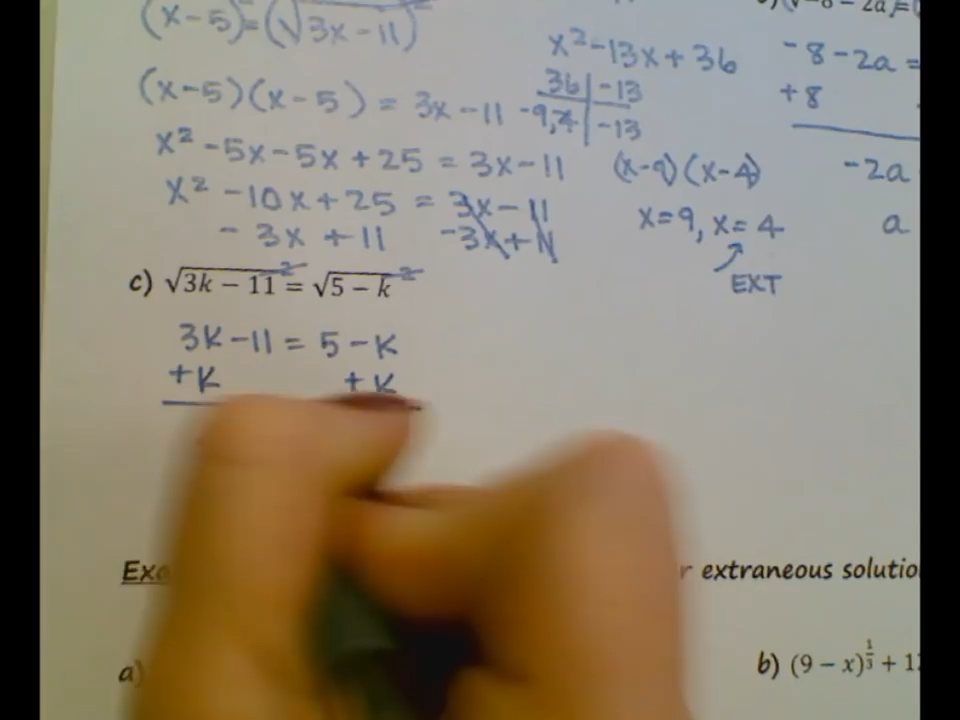 (x-5)² = (√3x-11)²
(x-5)(x-5) = 3x-11
x² -5x-5x+25 = 3x-11
x² -10x+25 = 3x-11
- 3x +11 -3x+11
x²-13x+36
36 | -13
-9,-4 | -13
(x-9)(x-4)
x=9, x=4
EXT
-8-2a =
+8
-2a
a
c) √3k − 11² = √5 − k²
3k-11 = 5-k
+k +k
r extraneous solutio
a)
b) (9 − x)^{1/3} + 1